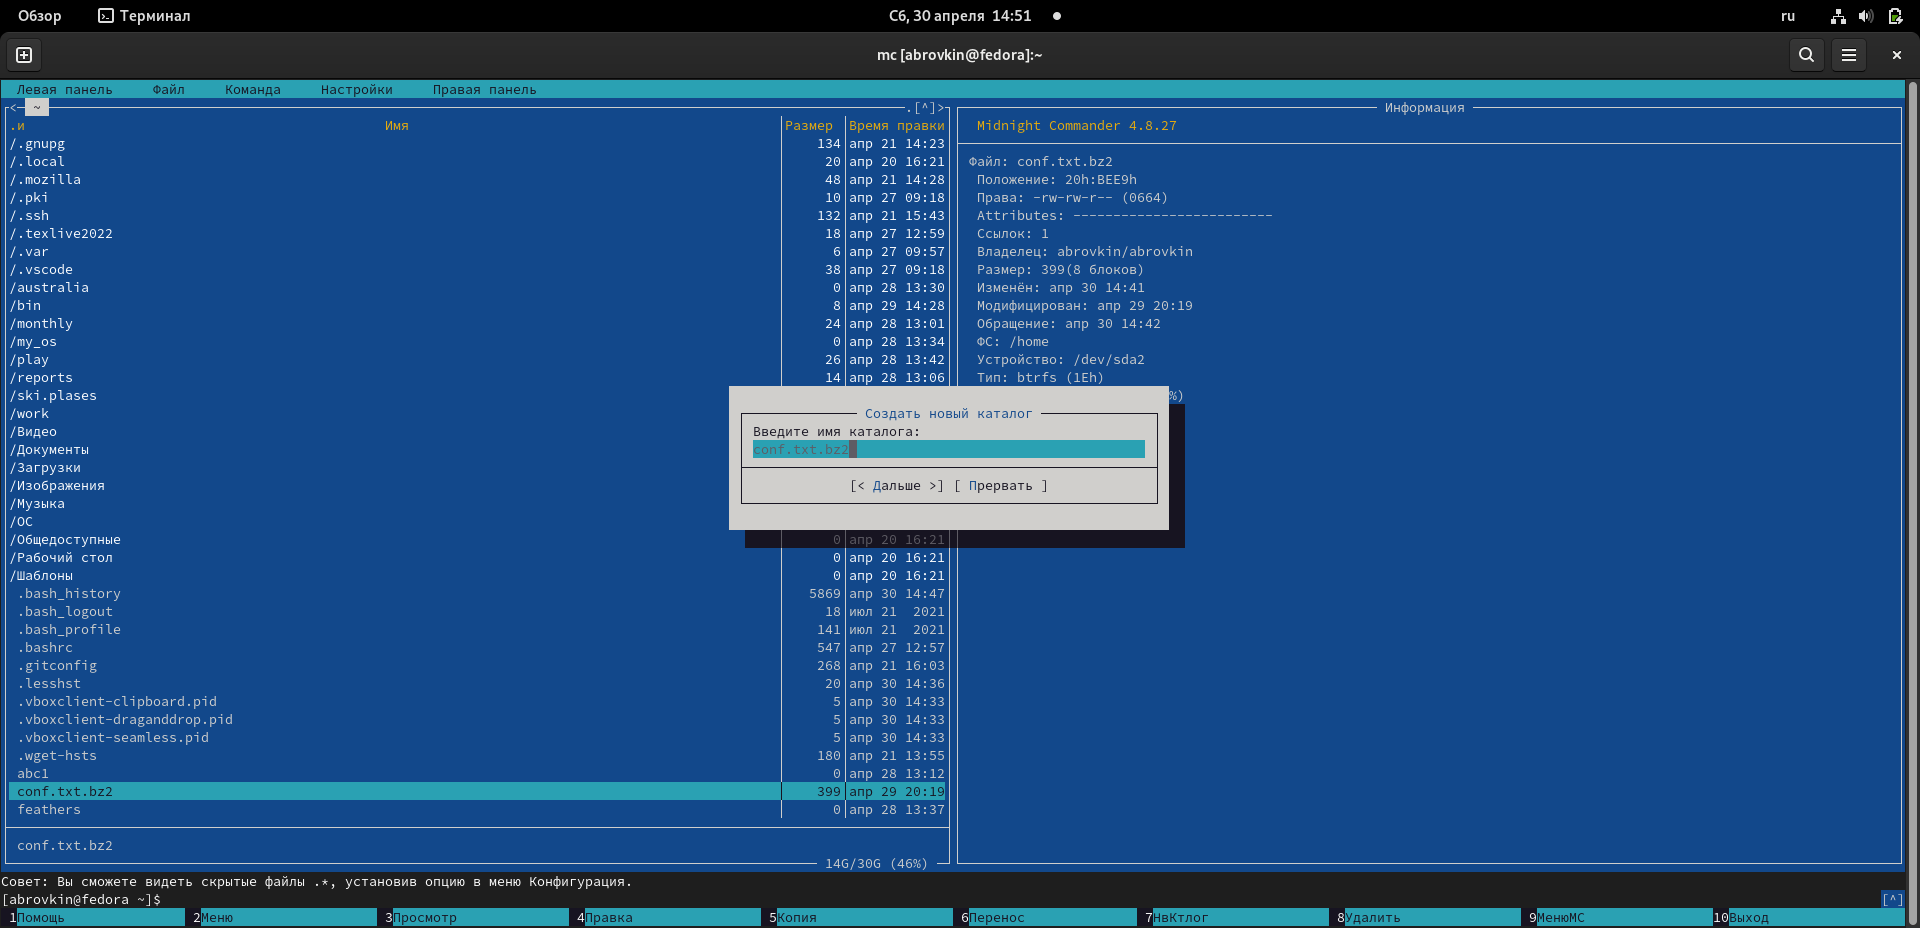 Обзор Терминал Сб, 30 апреля 14:51 ru
mc [abrovkin@fedora]:~
Левая панель Файл Команда Настройки Правая панель
<─ ~ .[^]> Информация
.и Имя Размер Время правки Midnight Commander 4.8.27
/.gnupg 134 апр 21 14:23
/.local 20 апр 20 16:21 Файл: conf.txt.bz2
/.mozilla 48 апр 21 14:28 Положение: 20h:BEE9h
/.pki 10 апр 27 09:18 Права: -rw-rw-r-- (0664)
/.ssh 132 апр 21 15:43 Attributes: -------------------------
/.texlive2022 18 апр 27 12:59 Ссылок: 1
/.var 6 апр 27 09:57 Владелец: abrovkin/abrovkin
/.vscode 38 апр 27 09:18 Размер: 399(8 блоков)
/australia 0 апр 28 13:30 Изменён: апр 30 14:41
/bin 8 апр 29 14:28 Модифицирован: апр 29 20:19
/monthly 24 апр 28 13:01 Обращение: апр 30 14:42
/my_os 0 апр 28 13:34 ФС: /home
/play 26 апр 28 13:42 Устройство: /dev/sda2
/reports 14 апр 28 13:06 Тип: btrfs (1Eh)
/ski.plases %)
/work Создать новый каталог
/Видео Введите имя каталога:
/Документы conf.txt.bz2
/Загрузки
/Изображения [< Дальше >] [ Прервать ]
/Музыка
/ОС
/Общедоступные 0 апр 20 16:21
/Рабочий стол 0 апр 20 16:21
/Шаблоны 0 апр 20 16:21
.bash_history 5869 апр 30 14:47
.bash_logout 18 июл 21 2021
.bash_profile 141 июл 21 2021
.bashrc 547 апр 27 12:57
.gitconfig 268 апр 21 16:03
.lesshst 20 апр 30 14:36
.vboxclient-clipboard.pid 5 апр 30 14:33
.vboxclient-draganddrop.pid 5 апр 30 14:33
.vboxclient-seamless.pid 5 апр 30 14:33
.wget-hsts 180 апр 21 13:55
abc1 0 апр 28 13:12
conf.txt.bz2 399 апр 29 20:19
feathers 0 апр 28 13:37
conf.txt.bz2
14G/30G (46%)
Совет: Вы сможете видеть скрытые файлы .*, установив опцию в меню Конфигурация.
[abrovkin@fedora ~]$ [^]
1Помощь 2Меню 3Просмотр 4Правка 5Копия 6Перенос 7НвКтлог 8Удалить 9МенюMC 10Выход